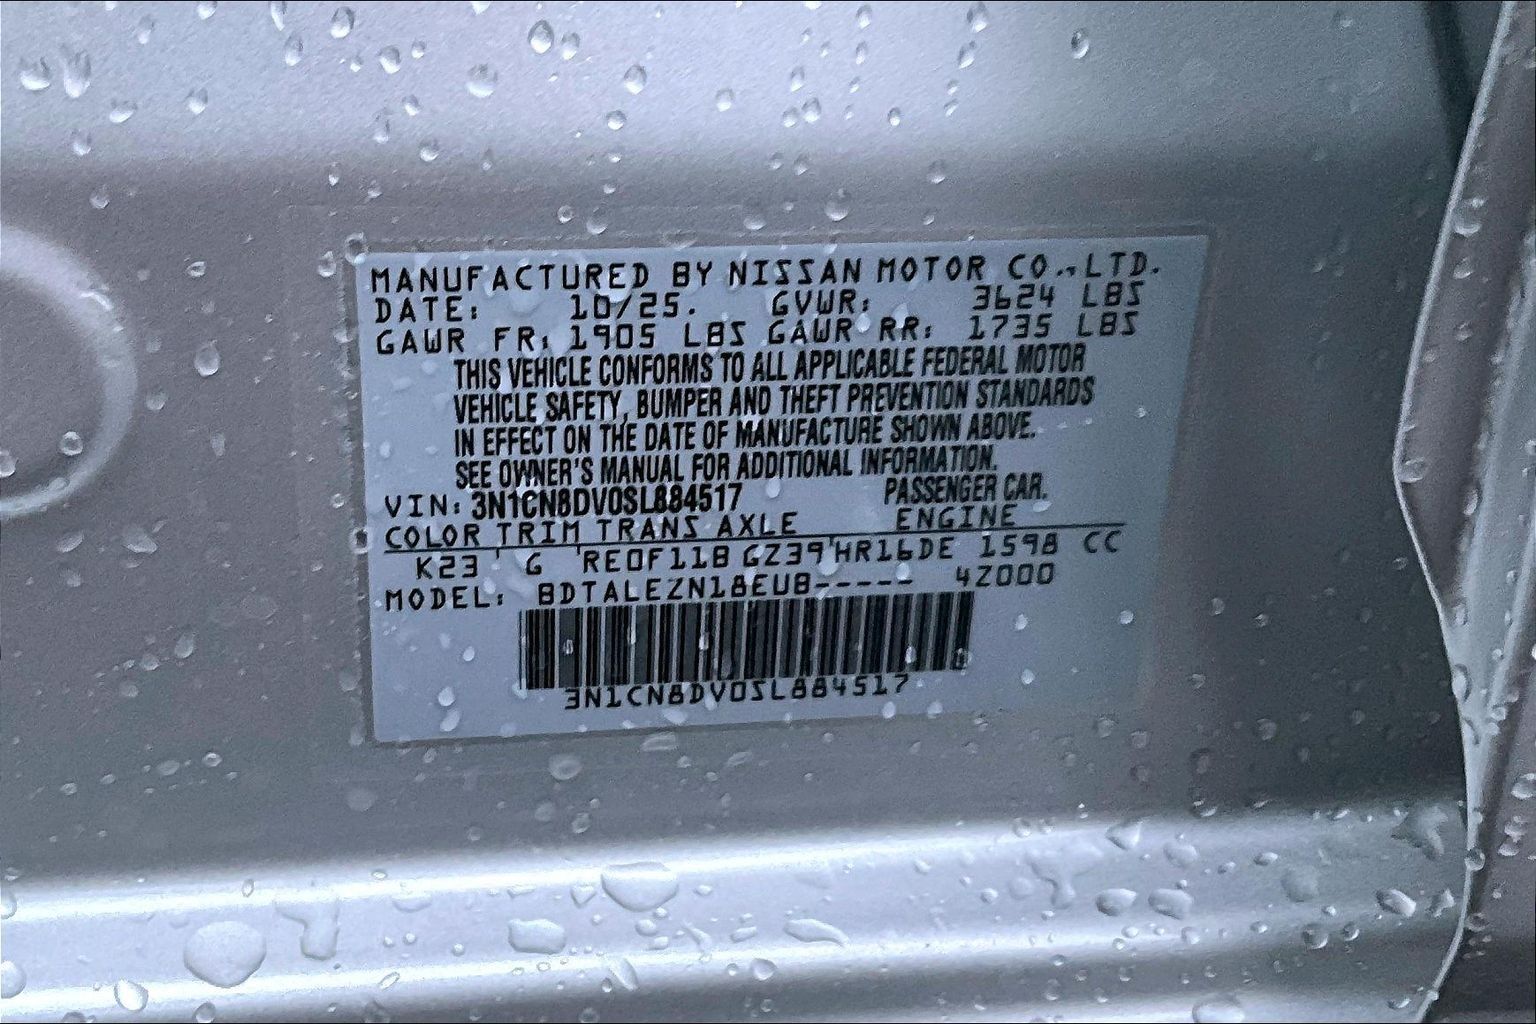 MANUFACTURED BY NISSAN MOTOR CO.,LTD.
DATE: 10/25. GVWR: 3624 LBS
GAWR FR: 1905 LBS GAWR RR: 1735 LBS
THIS VEHICLE CONFORMS TO ALL APPLICABLE FEDERAL MOTOR
VEHICLE SAFETY, BUMPER AND THEFT PREVENTION STANDARDS
IN EFFECT ON THE DATE OF MANUFACTURE SHOWN ABOVE.
SEE OWNER'S MANUAL FOR ADDITIONAL INFORMATION.
VIN: 3N1CN8DV0SL884517 PASSENGER CAR.
COLOR TRIM TRANS AXLE ENGINE
K23 G RE0F11B GZ39 HR16DE 1598 CC
MODEL: BDTALEZN18EUB----- 4Z000
3N1CN8DV0SL884517